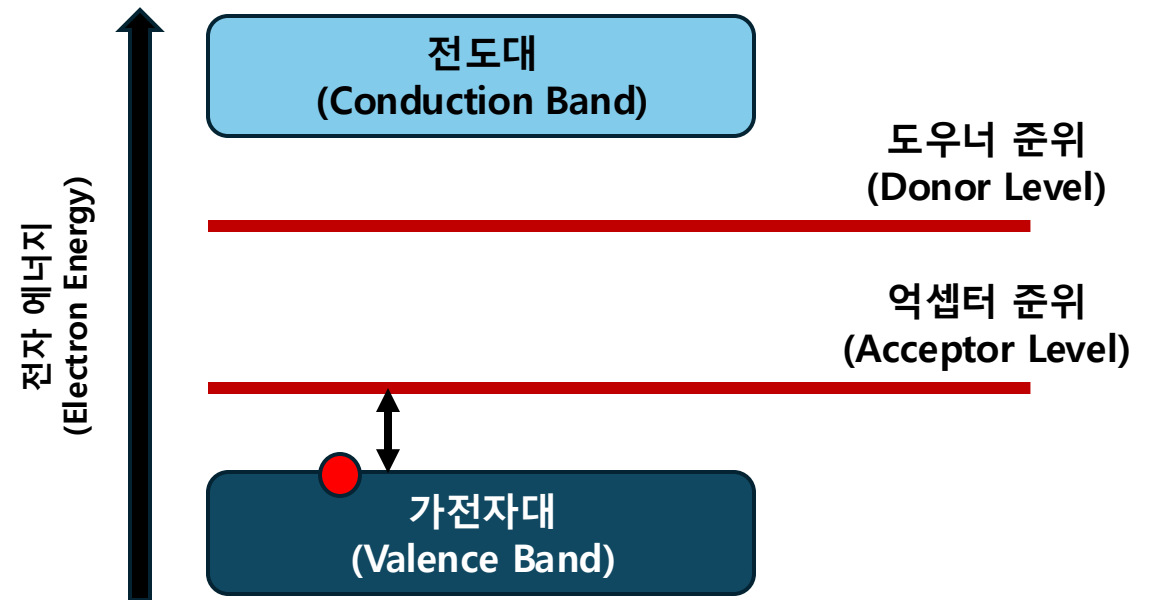 전자 에너지
(Electron Energy)
전도대
(Conduction Band)
도우너 준위
(Donor Level)
억셉터 준위
(Acceptor Level)
가전자대
(Valence Band)